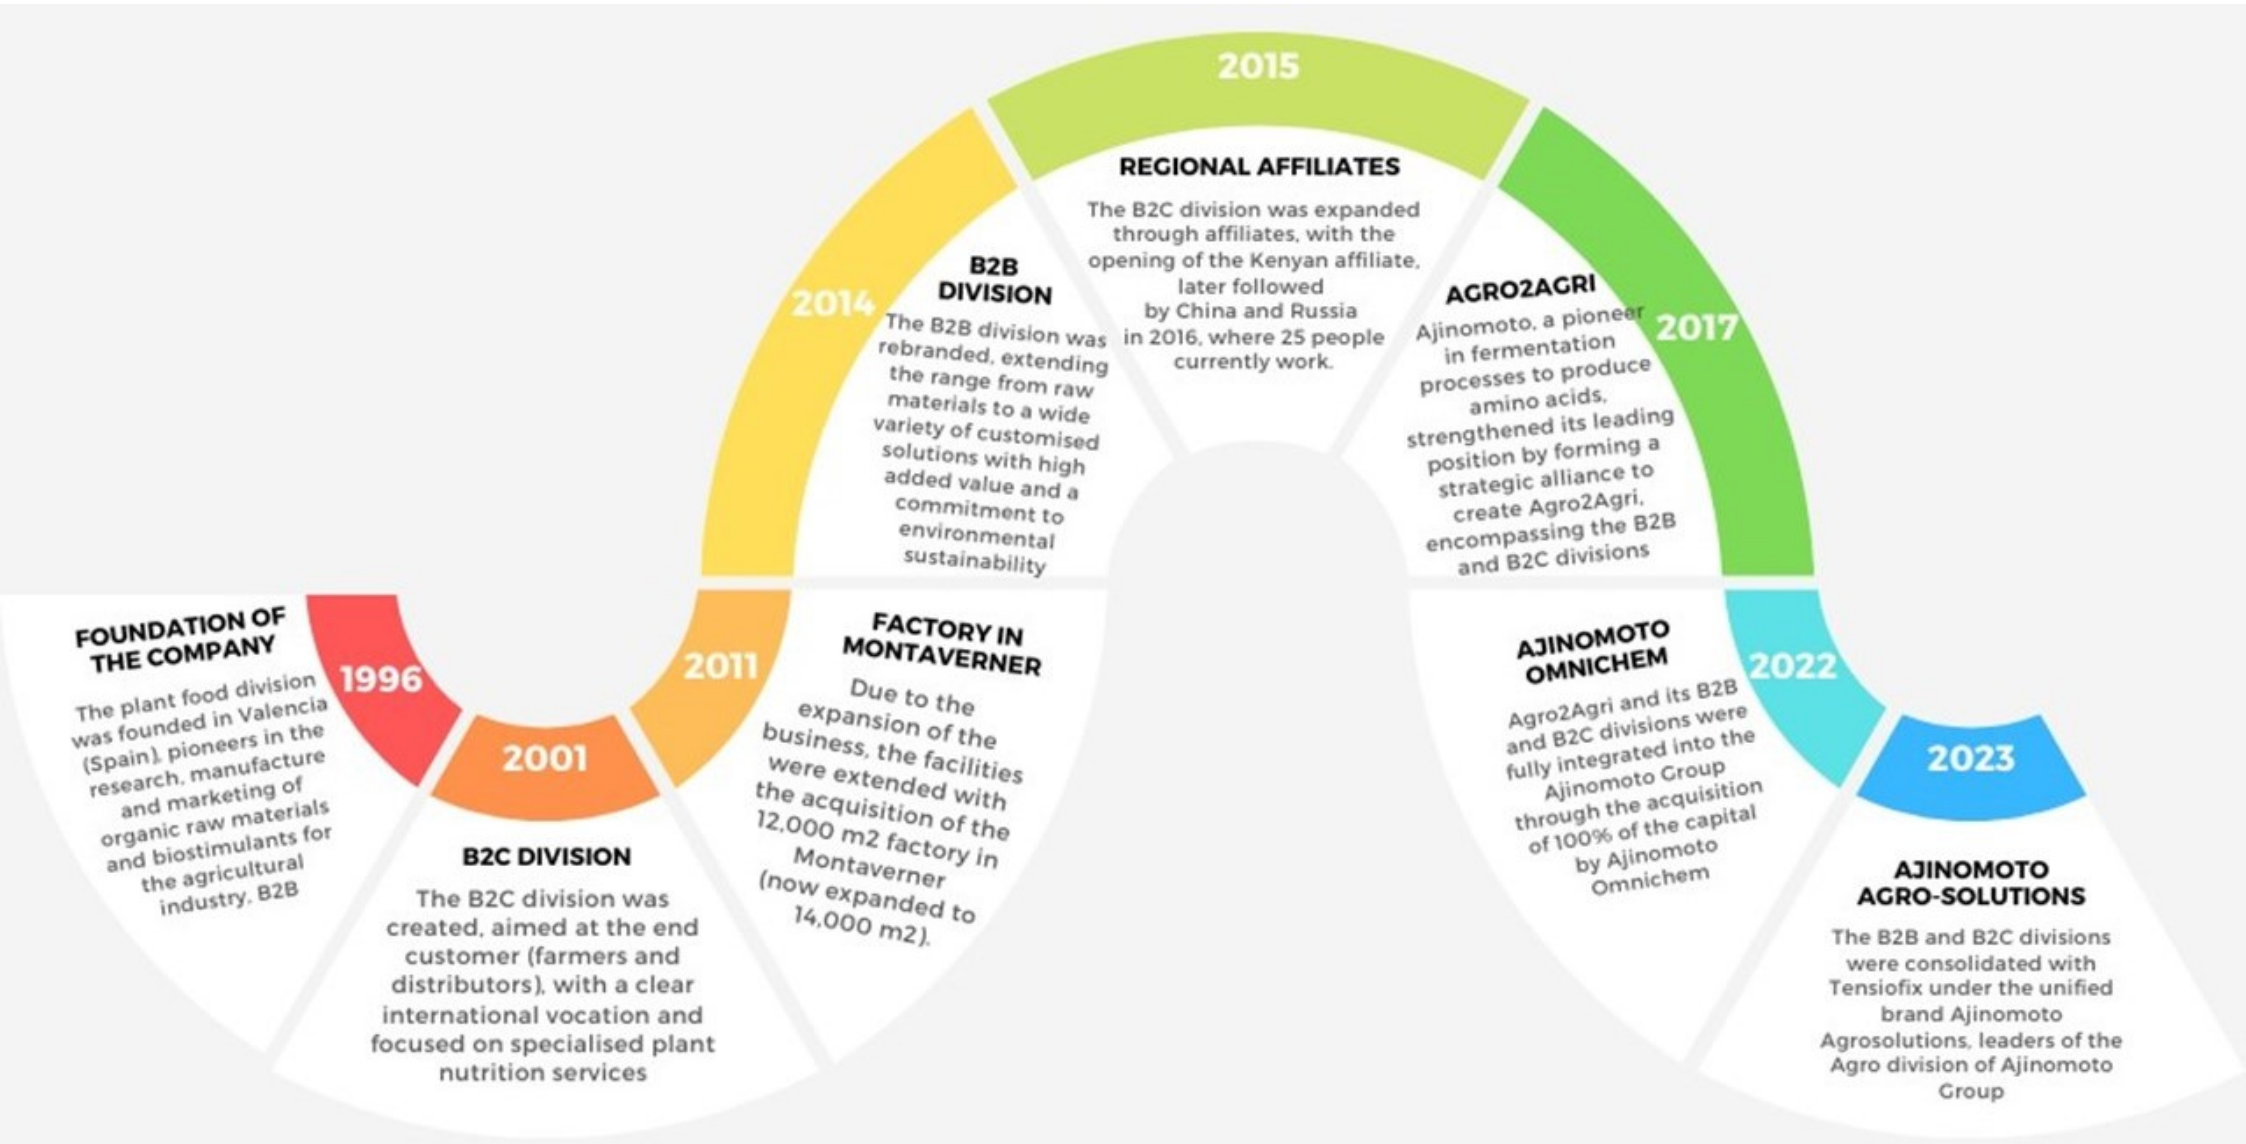 1996
FOUNDATION OF
THE COMPANY
The plant food division
was founded in Valencia
(Spain), pioneers in the
research, manufacture
and marketing of
organic raw materials
and biostimulants for
the agricultural
industry, B2B
2001
B2C DIVISION
The B2C division was
created, aimed at the end
customer (farmers and
distributors), with a clear
international vocation and
focused on specialised plant
nutrition services
2011
FACTORY IN
MONTAVERNER
Due to the
expansion of the
business, the facilities
were extended with
the acquisition of the
12,000 m2 factory in
Montaverner
(now expanded to
14,000 m2).
2014
B2B
DIVISION
The B2B division was
rebranded, extending
the range from raw
materials to a wide
variety of customised
solutions with high
added value and a
commitment to
environmental
sustainability
2015
REGIONAL AFFILIATES
The B2C division was expanded
through affiliates, with the
opening of the Kenyan affiliate,
later followed
by China and Russia
in 2016, where 25 people
currently work.
2017
AGRO2AGRI
Ajinomoto, a pioneer
in fermentation
processes to produce
amino acids,
strengthened its leading
position by forming a
strategic alliance to
create Agro2Agri,
encompassing the B2B
and B2C divisions
2022
AJINOMOTO
OMNICHEM
Agro2Agri and its B2B
and B2C divisions were
fully integrated into the
Ajinomoto Group
through the acquisition
of 100% of the capital
by Ajinomoto
Omnichem
2023
AJINOMOTO
AGRO-SOLUTIONS
The B2B and B2C divisions
were consolidated with
Tensiofix under the unified
brand Ajinomoto
Agrosolutions, leaders of the
Agro division of Ajinomoto
Group